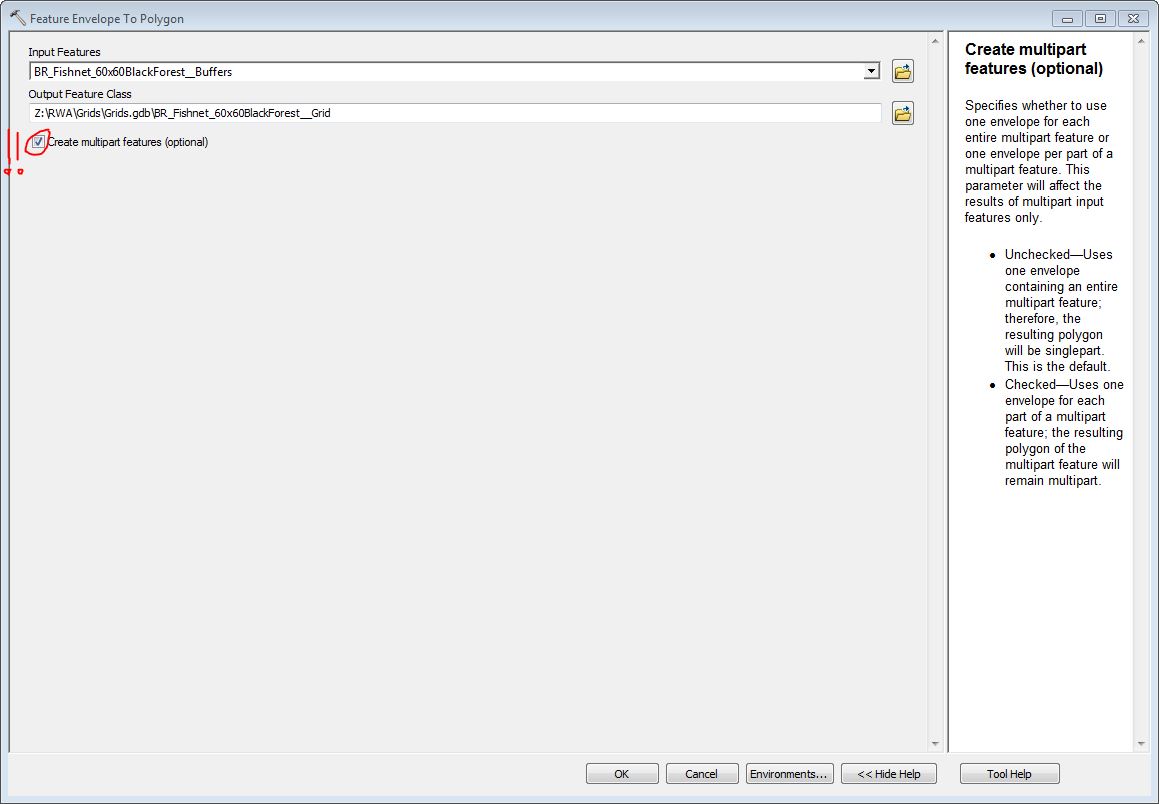 Feature Envelope To Polygon
Input Features
BR_Fishnet_60x60BlackForest__Buffers
Output Feature Class
Z:\RWA\Grids\Grids.gdb\BR_Fishnet_60x60BlackForest__Grid
!!
Create multipart features (optional)
Create multipart
features (optional)
Specifies whether to use
one envelope for each
entire multipart feature or
one envelope per part of a
multipart feature. This
parameter will affect the
results of multipart input
features only.
• Unchecked—Uses
one envelope
containing an entire
multipart feature;
therefore, the
resulting polygon
will be singlepart.
This is the default.
• Checked—Uses one
envelope for each
part of a multipart
feature; the resulting
polygon of the
multipart feature will
remain multipart.
OK
Cancel
Environments...
<< Hide Help
Tool Help